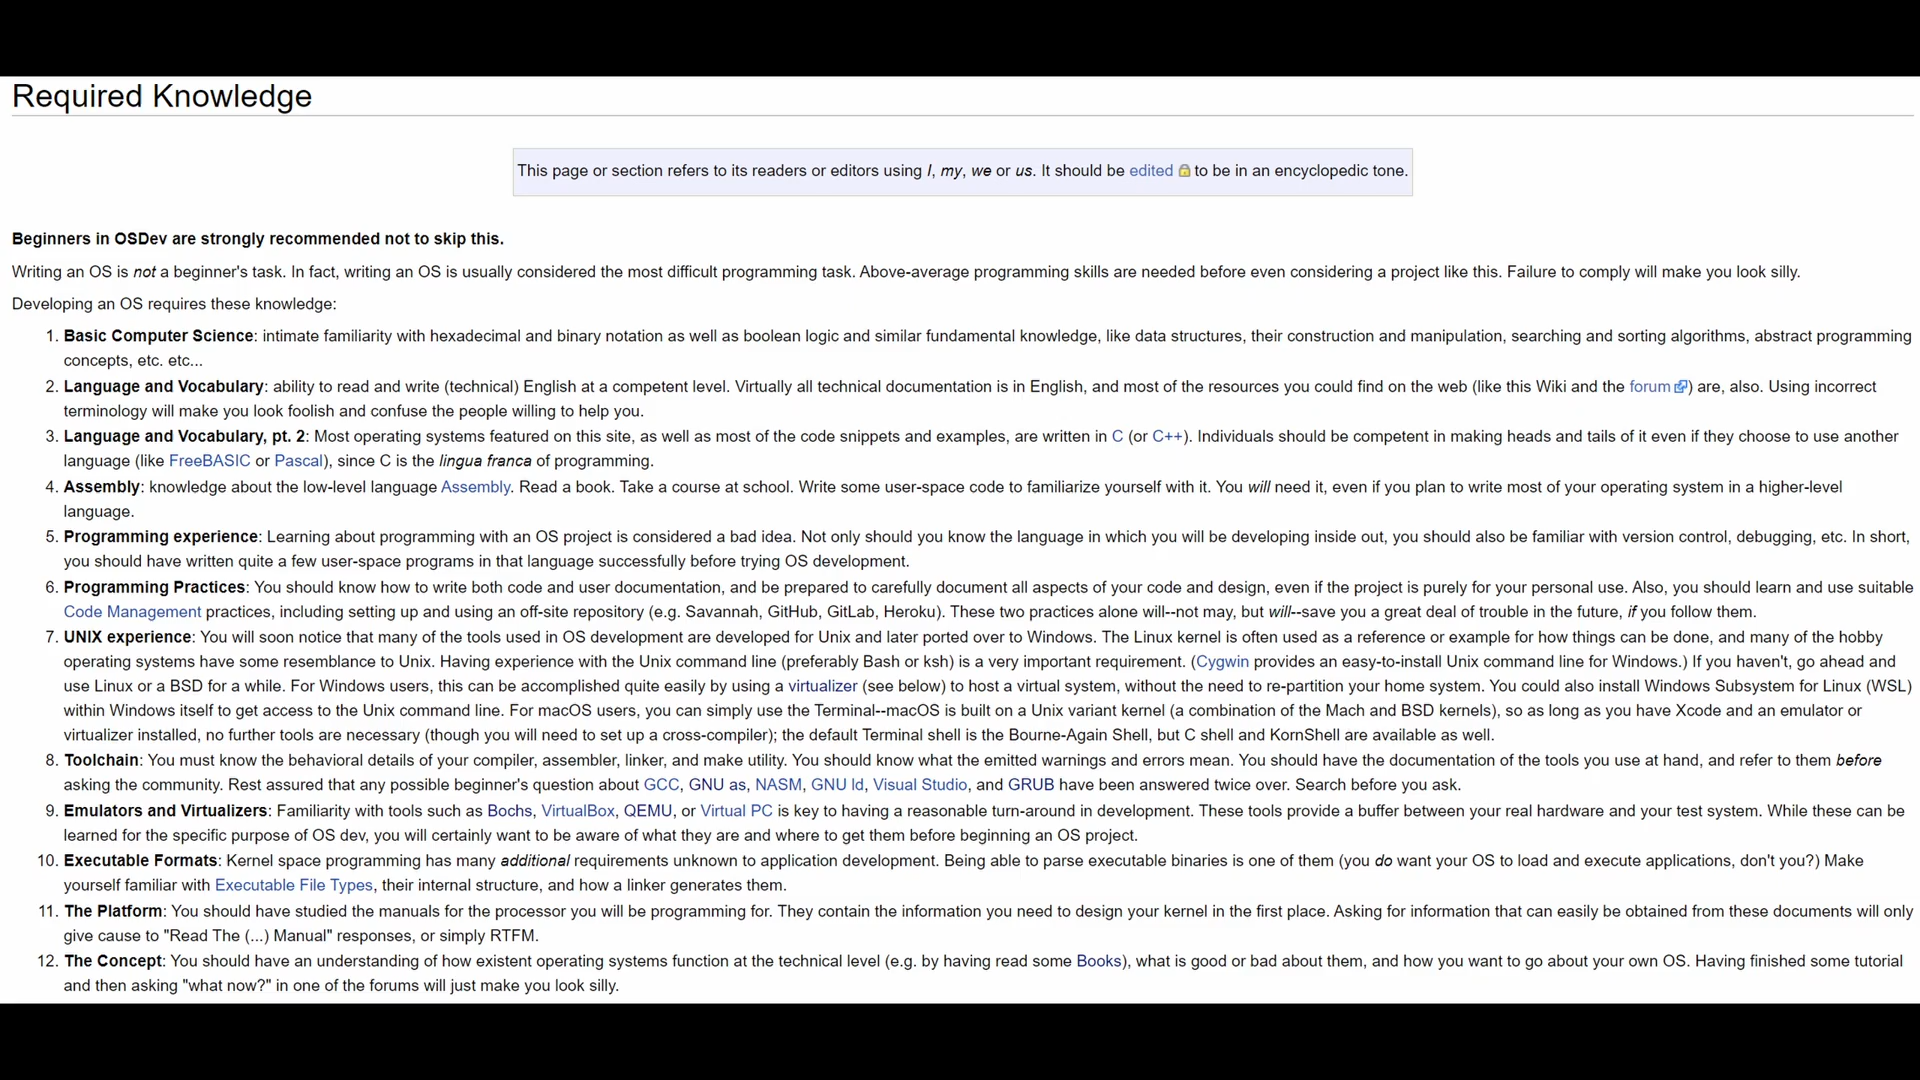 Required Knowledge
This page or section refers to its readers or editors using I, my, we or us. It should be edited to be in an encyclopedic tone.
Beginners in OSDev are strongly recommended not to skip this.
Writing an OS is not a beginner's task. In fact, writing an OS is usually considered the most difficult programming task. Above-average programming skills are needed before even considering a project like this. Failure to comply will make you look silly.
Developing an OS requires these knowledge:
1. Basic Computer Science: intimate familiarity with hexadecimal and binary notation as well as boolean logic and similar fundamental knowledge, like data structures, their construction and manipulation, searching and sorting algorithms, abstract programming
concepts, etc. etc...
2. Language and Vocabulary: ability to read and write (technical) English at a competent level. Virtually all technical documentation is in English, and most of the resources you could find on the web (like this Wiki and the forum) are, also. Using incorrect
terminology will make you look foolish and confuse the people willing to help you.
3. Language and Vocabulary, pt. 2: Most operating systems featured on this site, as well as most of the code snippets and examples, are written in C (or C++). Individuals should be competent in making heads and tails of it even if they choose to use another
language (like FreeBASIC or Pascal), since C is the lingua franca of programming.
4. Assembly: knowledge about the low-level language Assembly. Read a book. Take a course at school. Write some user-space code to familiarize yourself with it. You will need it, even if you plan to write most of your operating system in a higher-level
language.
5. Programming experience: Learning about programming with an OS project is considered a bad idea. Not only should you know the language in which you will be developing inside out, you should also be familiar with version control, debugging, etc. In short,
you should have written quite a few user-space programs in that language successfully before trying OS development.
6. Programming Practices: You should know how to write both code and user documentation, and be prepared to carefully document all aspects of your code and design, even if the project is purely for your personal use. Also, you should learn and use suitable
Code Management practices, including setting up and using an off-site repository (e.g. Savannah, GitHub, GitLab, Heroku). These two practices alone will--not may, but will--save you a great deal of trouble in the future, if you follow them.
7. UNIX experience: You will soon notice that many of the tools used in OS development are developed for Unix and later ported over to Windows. The Linux kernel is often used as a reference or example for how things can be done, and many of the hobby
operating systems have some resemblance to Unix. Having experience with the Unix command line (preferably Bash or ksh) is a very important requirement. (Cygwin provides an easy-to-install Unix command line for Windows.) If you haven't, go ahead and
use Linux or a BSD for a while. For Windows users, this can be accomplished quite easily by using a virtualizer (see below) to host a virtual system, without the need to re-partition your home system. You could also install Windows Subsystem for Linux (WSL)
within Windows itself to get access to the Unix command line. For macOS users, you can simply use the Terminal--macOS is built on a Unix variant kernel (a combination of the Mach and BSD kernels), so as long as you have Xcode and an emulator or
virtualizer installed, no further tools are necessary (though you will need to set up a cross-compiler); the default Terminal shell is the Bourne-Again Shell, but C shell and KornShell are available as well.
8. Toolchain: You must know the behavioral details of your compiler, assembler, linker, and make utility. You should know what the emitted warnings and errors mean. You should have the documentation of the tools you use at hand, and refer to them before
asking the community. Rest assured that any possible beginner's question about GCC, GNU as, NASM, GNU ld, Visual Studio, and GRUB have been answered twice over. Search before you ask.
9. Emulators and Virtualizers: Familiarity with tools such as Bochs, VirtualBox, QEMU, or Virtual PC is key to having a reasonable turn-around in development. These tools provide a buffer between your real hardware and your test system. While these can be
learned for the specific purpose of OS dev, you will certainly want to be aware of what they are and where to get them before beginning an OS project.
10. Executable Formats: Kernel space programming has many additional requirements unknown to application development. Being able to parse executable binaries is one of them (you do want your OS to load and execute applications, don't you?) Make
yourself familiar with Executable File Types, their internal structure, and how a linker generates them.
11. The Platform: You should have studied the manuals for the processor you will be programming for. They contain the information you need to design your kernel in the first place. Asking for information that can easily be obtained from these documents will only
give cause to "Read The (...) Manual" responses, or simply RTFM.
12. The Concept: You should have an understanding of how existent operating systems function at the technical level (e.g. by having read some Books), what is good or bad about them, and how you want to go about your own OS. Having finished some tutorial
and then asking "what now?" in one of the forums will just make you look silly.